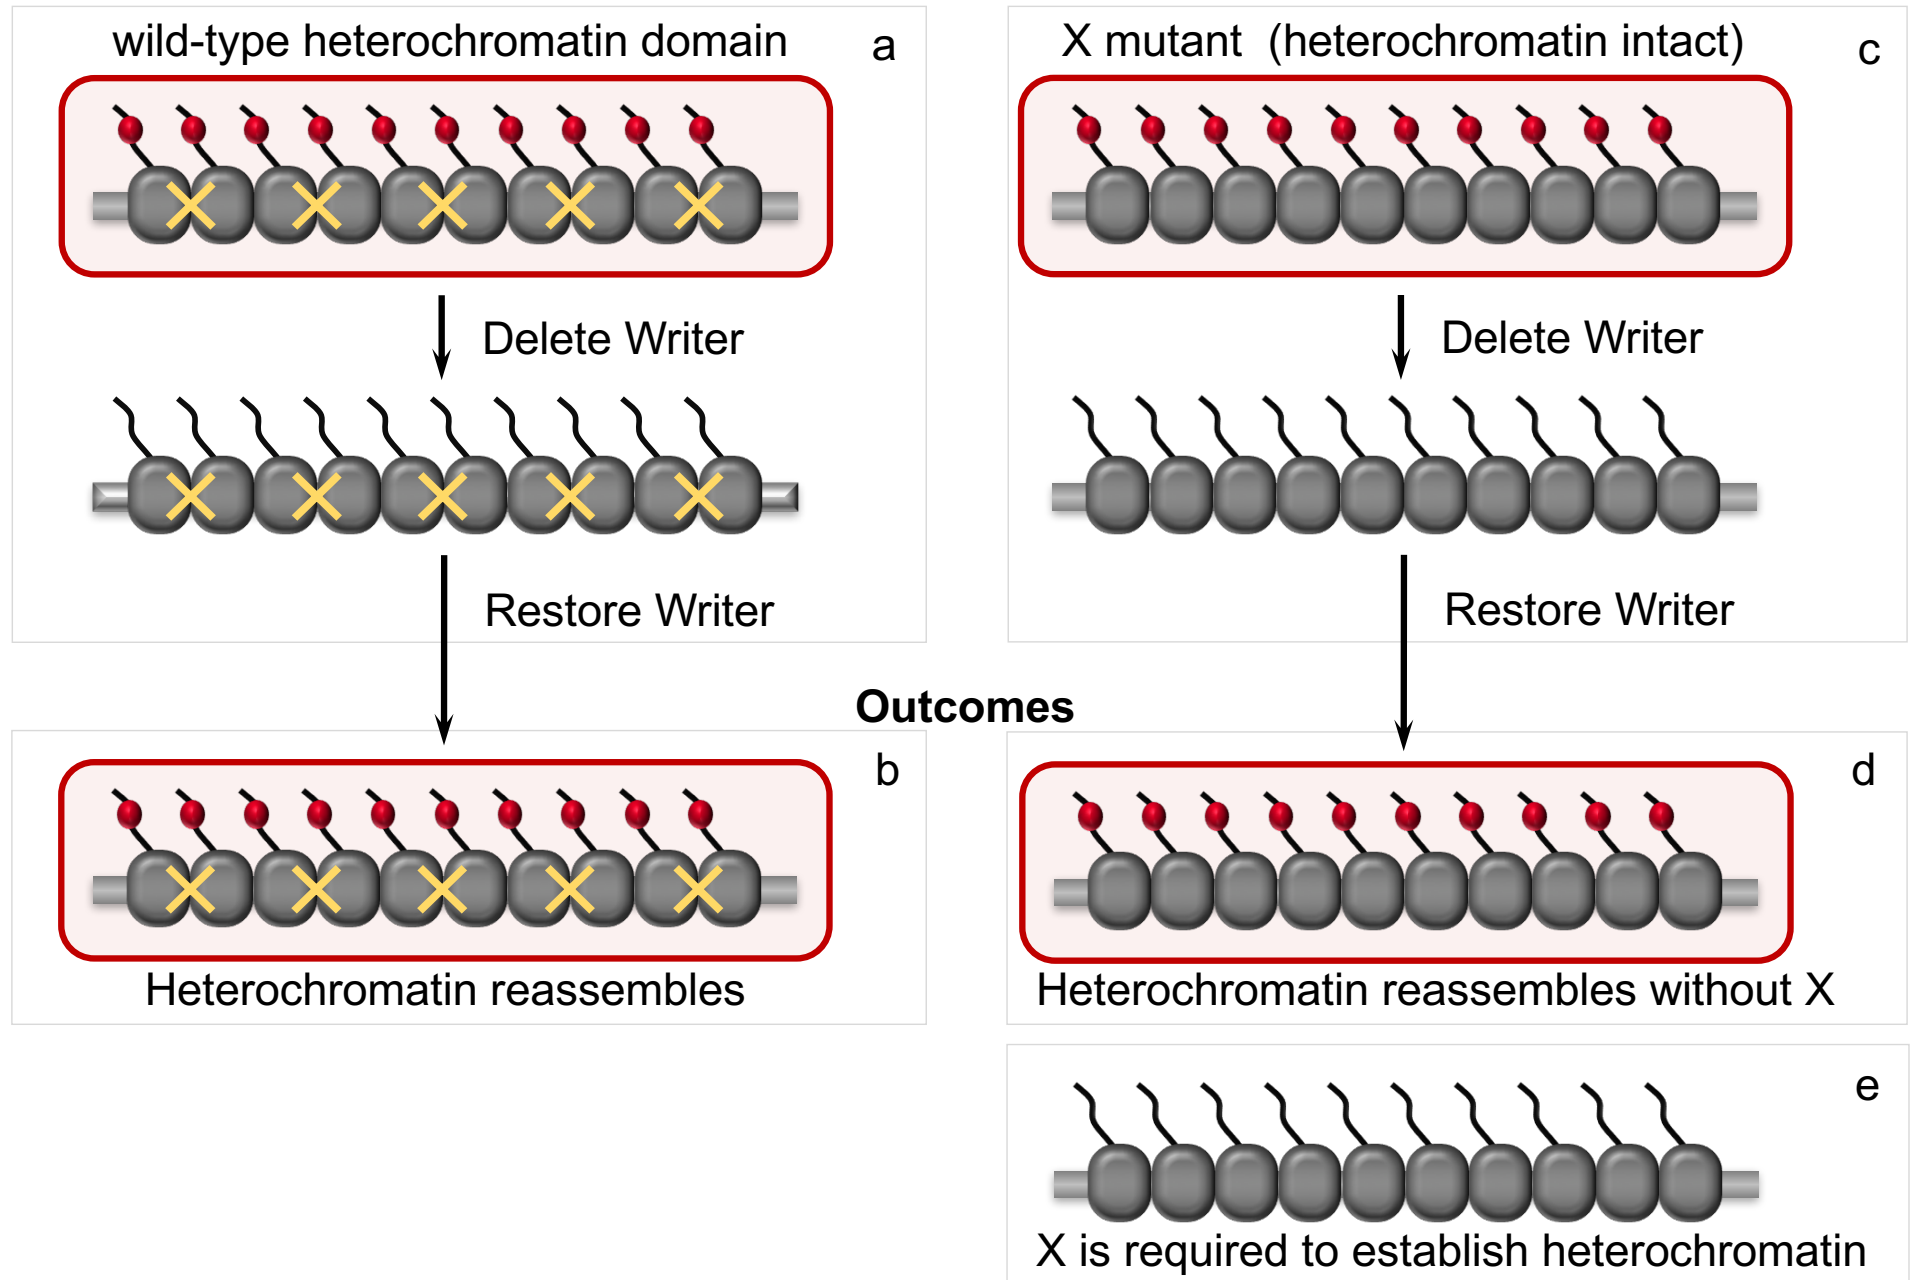 wild-type heterochromatin domain
a
Delete Writer
Restore Writer
X mutant (heterochromatin intact)
c
Delete Writer
Restore Writer
Outcomes
b
Heterochromatin reassembles
d
Heterochromatin reassembles without X
e
X is required to establish heterochromatin